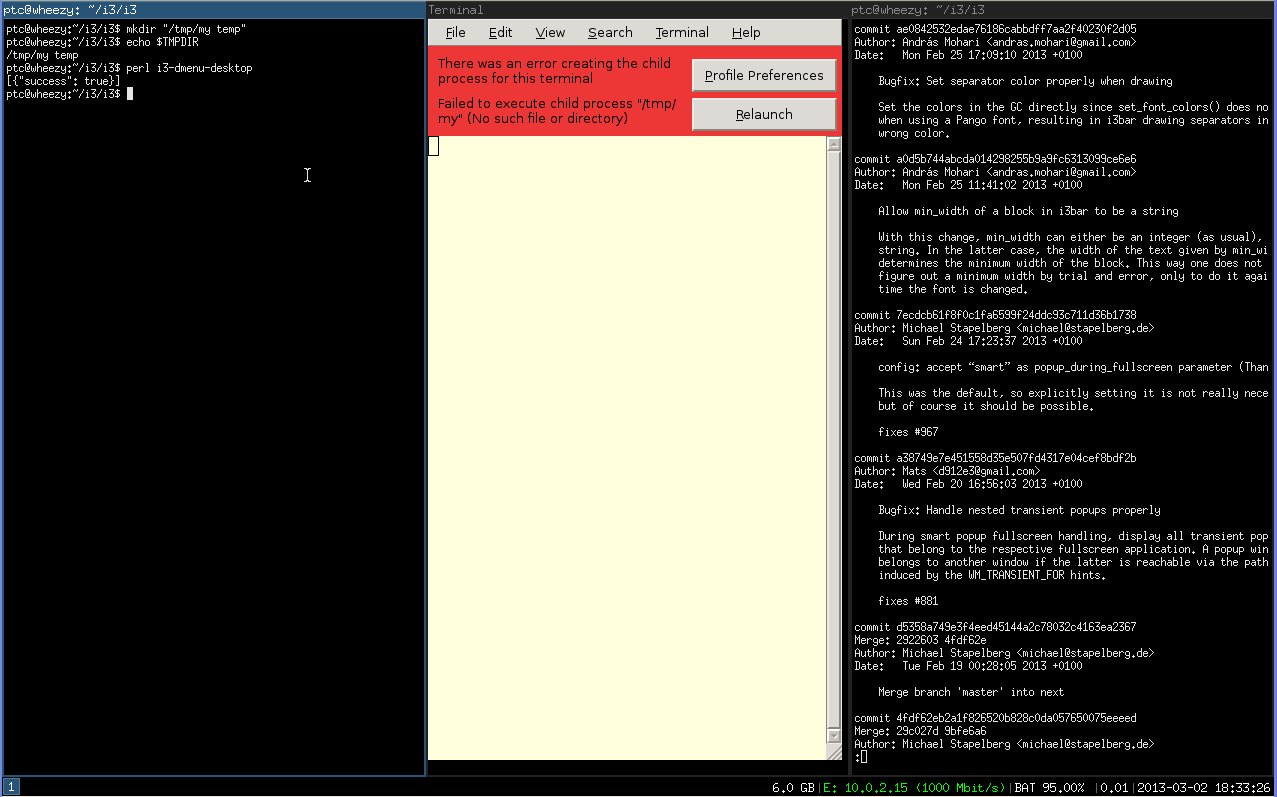 ptc@wheezy: ~/i3/i3
ptc@wheezy:~/i3/i3$ mkdir "/tmp/my temp"
ptc@wheezy:~/i3/i3$ echo $TMPDIR
/tmp/my temp
ptc@wheezy:~/i3/i3$ perl i3-dmenu-desktop
[{"success": true}]
ptc@wheezy:~/i3/i3$
Terminal
File Edit View Search Terminal Help
There was an error creating the child
process for this terminal
Failed to execute child process "/tmp/
my" (No such file or directory)
Profile Preferences
Relaunch
ptc@wheezy: ~/i3/i3
commit ae0842532edae76186cabbdff7aa2f40230f2d05
Author: András Mohari <andras.mohari@gmail.com>
Date:   Mon Feb 25 17:09:10 2013 +0100
Bugfix: Set separator color properly when drawing
Set the colors in the GC directly since set_font_colors() does no
when using a Pango font, resulting in i3bar drawing separators in
wrong color.
commit a0d5b744abcda014298255b9a9fc6313099ce6e6
Author: András Mohari <andras.mohari@gmail.com>
Date:   Mon Feb 25 11:41:02 2013 +0100
Allow min_width of a block in i3bar to be a string
With this change, min_width can either be an integer (as usual),
string. In the latter case, the width of the text given by min_wi
determines the minimum width of the block. This way one does not
figure out a minimum width by trial and error, only to do it agai
time the font is changed.
commit 7ecdcb61f8f0c1fa6599f24ddc93c711d36b1738
Author: Michael Stapelberg <michael@stapelberg.de>
Date:   Sun Feb 24 17:23:37 2013 +0100
config: accept “smart” as popup_during_fullscreen parameter (Than
This was the default, so explicitly setting it is not really nece
but of course it should be possible.
fixes #967
commit a38749e7e451558d35e507fd4317e04cef8bdf2b
Author: Mats <d912e3@gmail.com>
Date:   Wed Feb 20 16:56:03 2013 +0100
Bugfix: Handle nested transient popups properly
During smart popup fullscreen handling, display all transient pop
that belong to the respective fullscreen application. A popup win
belongs to another window if the latter is reachable via the path
induced by the WM_TRANSIENT_FOR hints.
fixes #881
commit d5358a749e3f4eed45144a2c78032c4163ea2367
Merge: 2922603 4fdf62e
Author: Michael Stapelberg <michael@stapelberg.de>
Date:   Tue Feb 19 00:28:05 2013 +0100
Merge branch 'master' into next
commit 4fdf62eb2a1f826520b828c0da057650075eeeed
Merge: 29c027d 9bfe6a6
Author: Michael Stapelberg <michael@stapelberg.de>
:
1
6.0 GB|E: 10.0.2.15 (1000 Mbit/s)|BAT 95.00% |0.01|2013-03-02 18:33:26